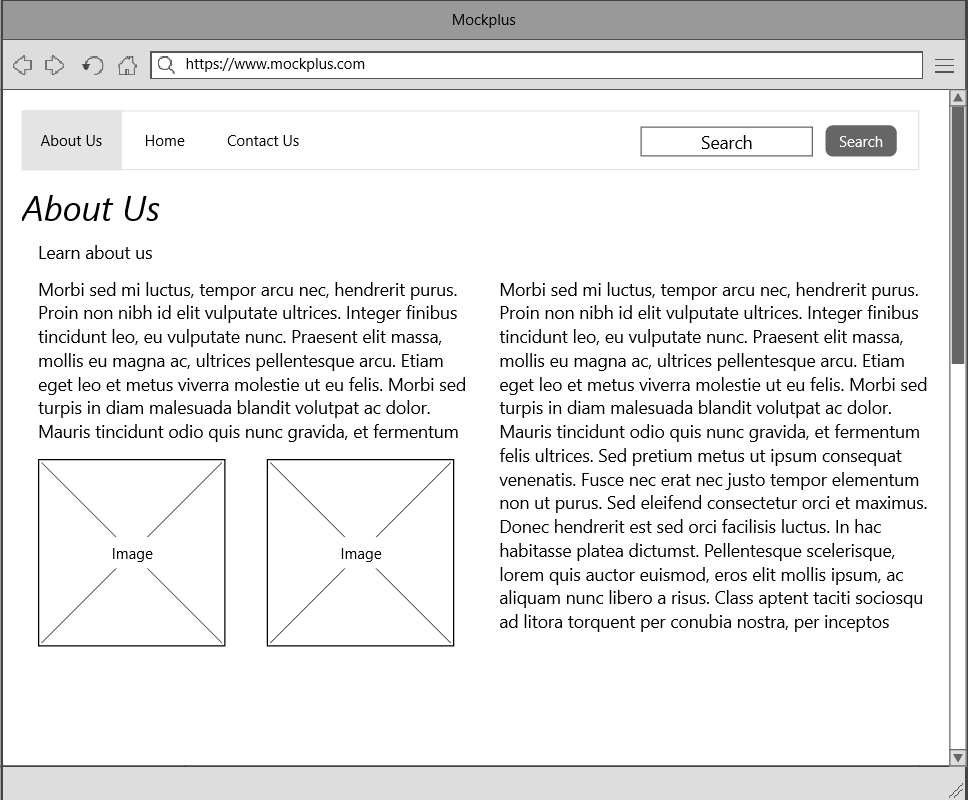 Mockplus
https://www.mockplus.com
About Us Home Contact Us Search Search
About Us
Learn about us
Morbi sed mi luctus, tempor arcu nec, hendrerit purus.
Proin non nibh id elit vulputate ultrices. Integer finibus
tincidunt leo, eu vulputate nunc. Praesent elit massa,
mollis eu magna ac, ultrices pellentesque arcu. Etiam
eget leo et metus viverra molestie ut eu felis. Morbi sed
turpis in diam malesuada blandit volutpat ac dolor.
Mauris tincidunt odio quis nunc gravida, et fermentum
Image Image
Morbi sed mi luctus, tempor arcu nec, hendrerit purus.
Proin non nibh id elit vulputate ultrices. Integer finibus
tincidunt leo, eu vulputate nunc. Praesent elit massa,
mollis eu magna ac, ultrices pellentesque arcu. Etiam
eget leo et metus viverra molestie ut eu felis. Morbi sed
turpis in diam malesuada blandit volutpat ac dolor.
Mauris tincidunt odio quis nunc gravida, et fermentum
felis ultrices. Sed pretium metus ut ipsum consequat
venenatis. Fusce nec erat nec justo tempor elementum
non ut purus. Sed eleifend consectetur orci et maximus.
Donec hendrerit est sed orci facilisis luctus. In hac
habitasse platea dictumst. Pellentesque scelerisque,
lorem quis auctor euismod, eros elit mollis ipsum, ac
aliquam nunc libero a risus. Class aptent taciti sociosqu
ad litora torquent per conubia nostra, per inceptos